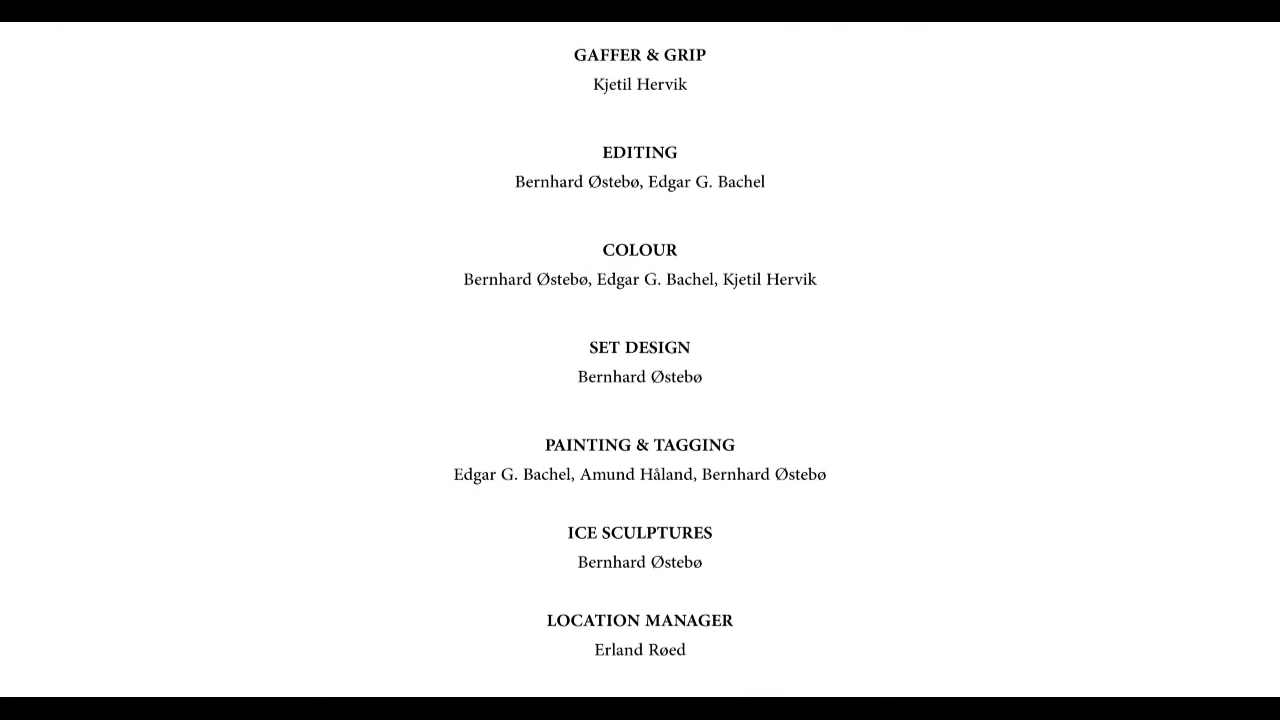 GAFFER & GRIP
Kjetil Hervik
EDITING
Bernhard Østebø, Edgar G. Bachel
COLOUR
Bernhard Østebø, Edgar G. Bachel, Kjetil Hervik
SET DESIGN
Bernhard Østebø
PAINTING & TAGGING
Edgar G. Bachel, Amund Håland, Bernhard Østebø
ICE SCULPTURES
Bernhard Østebø
LOCATION MANAGER
Erland Røed